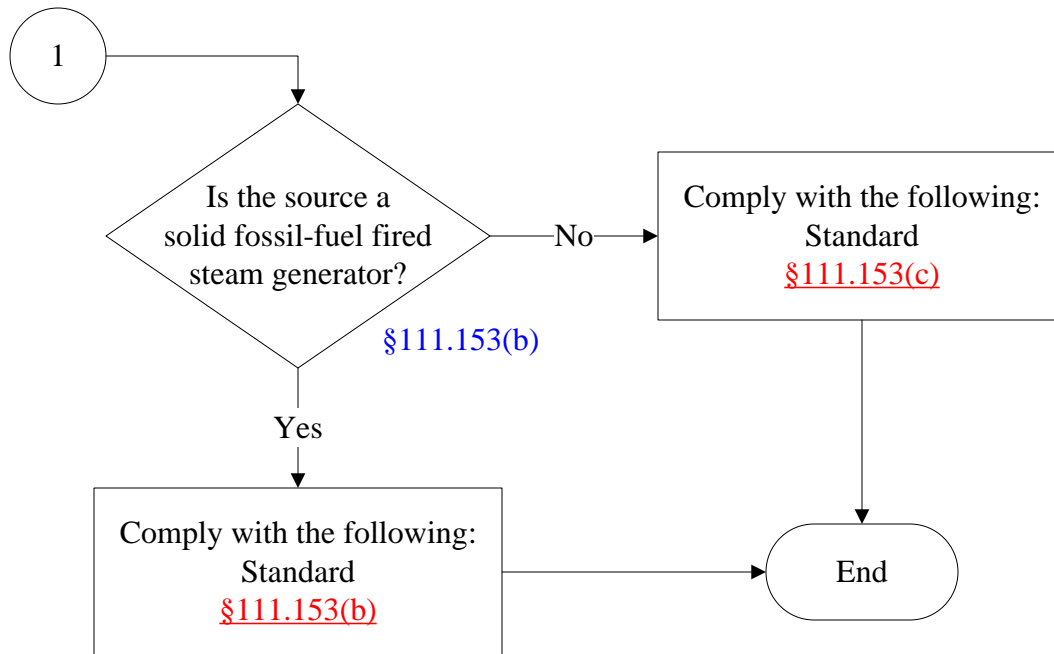 1
Is the source a
solid fossil-fuel fired
steam generator?
§111.153(b)
No
Comply with the following:
Standard
§111.153(c)
Yes
Comply with the following:
Standard
§111.153(b)
End